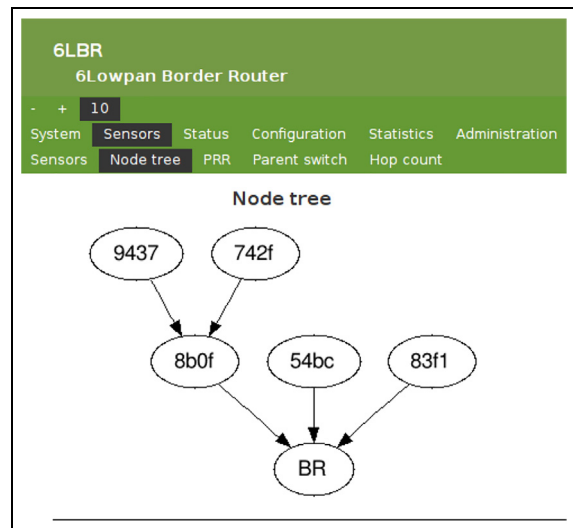 6LBR
6Lowpan Border Router
- + 10
System Sensors Status Configuration Statistics Administration
Sensors Node tree PRR Parent switch Hop count
Node tree
9437 742f
8b0f 54bc 83f1
BR